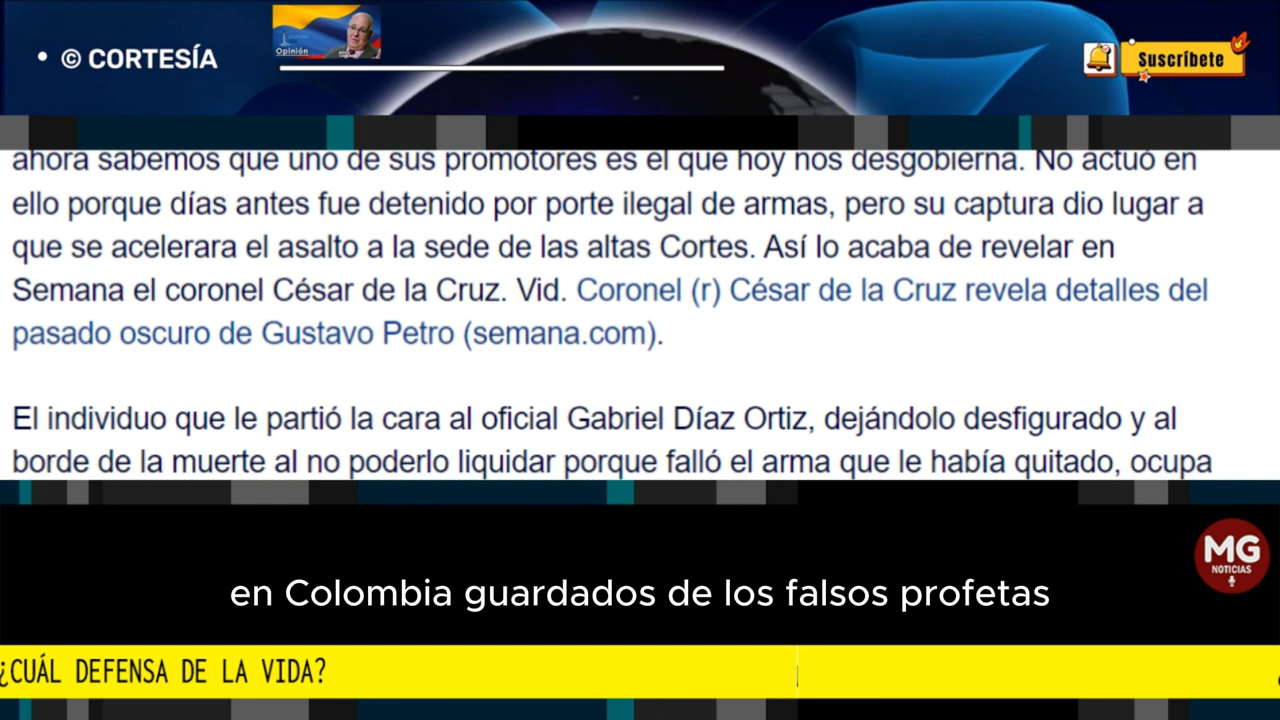 • © CORTESÍA
Opinión
Suscríbete
ahora sabemos que uno de sus promotores es el que hoy nos desgobierna. No actuó en
ello porque días antes fue detenido por porte ilegal de armas, pero su captura dio lugar a
que se acelerara el asalto a la sede de las altas Cortes. Así lo acaba de revelar en
Semana el coronel César de la Cruz. Vid. Coronel (r) César de la Cruz revela detalles del
pasado oscuro de Gustavo Petro (semana.com).
El individuo que le partió la cara al oficial Gabriel Díaz Ortiz, dejándolo desfigurado y al
borde de la muerte al no poderlo liquidar porque falló el arma que le había quitado, ocupa
MG
NOTICIAS
en Colombia guardados de los falsos profetas
¿CUÁL DEFENSA DE LA VIDA?